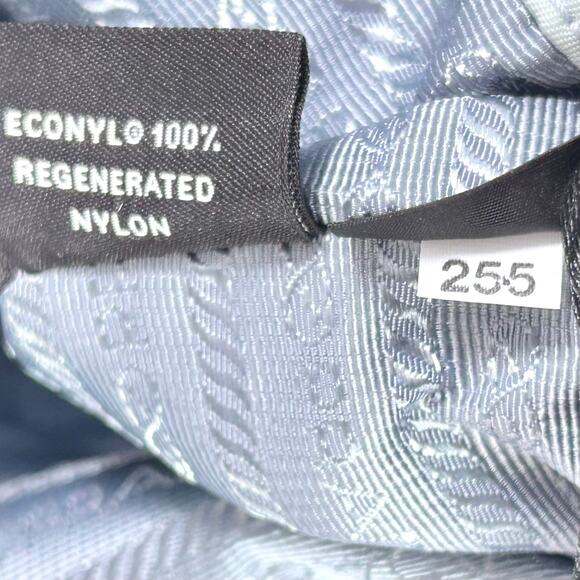 ECONYL® 100%
REGENERATED
NYLON
255